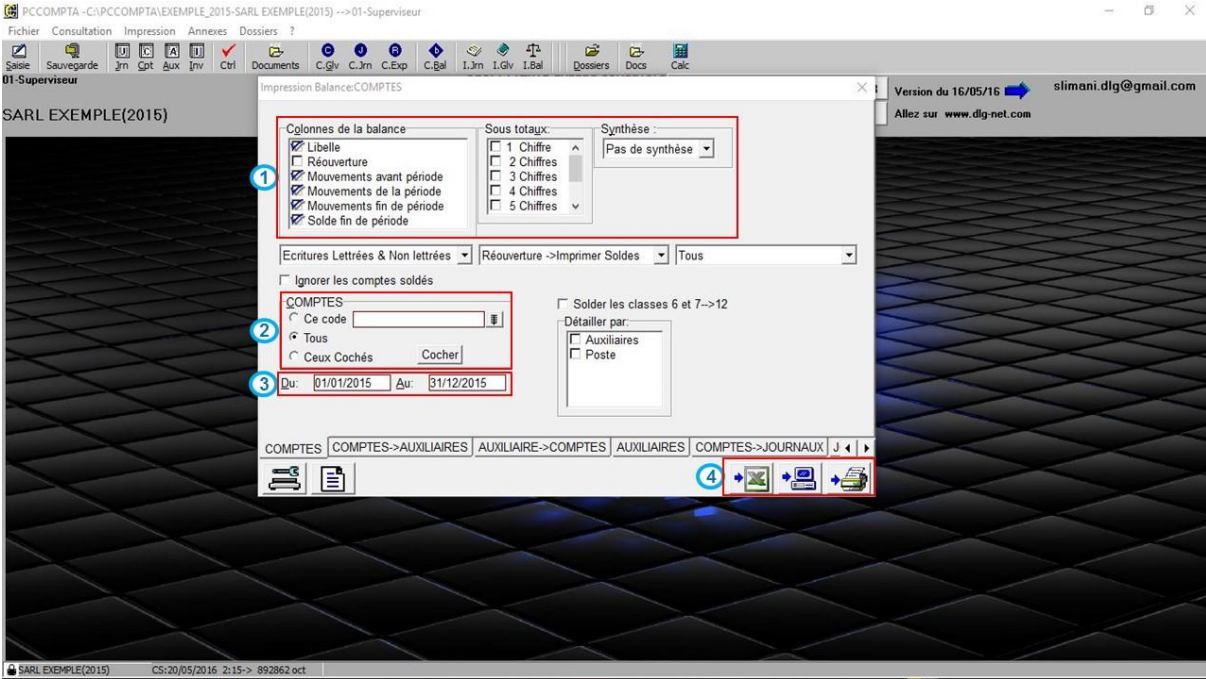 PCCOMPTA -C:\PCCOMPTA\EXEMPLE_2015-SARL EXEMPLE(2015) -->01-Superviseur
Fichier Consultation Impression Annexes Dossiers ?
Saisie Sauvegarde Jrn Cpt Aux Inv Ctrl Documents C.Glv C.Jrn C.Exp C.Bal I.Jrn I.Glv I.Bal Dossiers Docs Calc
01-Superviseur
SARL EXEMPLE(2015)
Version du 16/05/16 slimani.dlg@gmail.com
Allez sur www.dlg-net.com
Impression Balance:COMPTES
1
Colonnes de la balance
Libelle
Réouverture
Mouvements avant période
Mouvements de la période
Mouvements fin de période
Solde fin de période
Sous totaux:
1 Chiffre
2 Chiffres
3 Chiffres
4 Chiffres
5 Chiffres
Synthèse :
Pas de synthèse
Ecritures Lettrées & Non lettrées Réouverture ->Imprimer Soldes Tous
Ignorer les comptes soldés
2
COMPTES
Ce code
Tous
Ceux Cochés Cocher
Solder les classes 6 et 7-->12
Détailler par:
Auxiliaires
Poste
3 Du: 01/01/2015 Au: 31/12/2015
COMPTES COMPTES->AUXILIAIRES AUXILIAIRE->COMPTES AUXILIAIRES COMPTES->JOURNAUX J
4
SARL EXEMPLE(2015) CS:20/05/2016 2:15-> 892862 oct